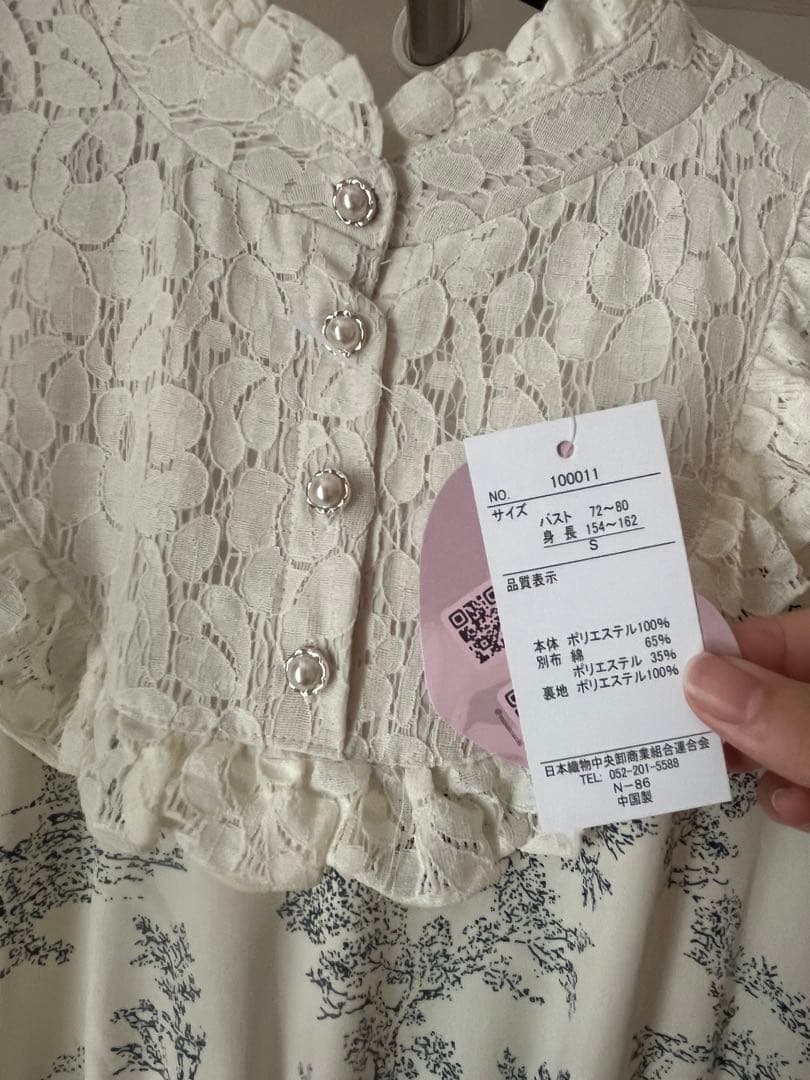 NO. 100011
サイズ バスト 72〜80
身長 154〜162
S
品質表示
本体 ポリエステル100%
別布 綿 65%
ポリエステル 35%
裏地 ポリエステル100%
日本織物中央卸商業組合連合会
TEL: 052-201-5588
N-86
中国製